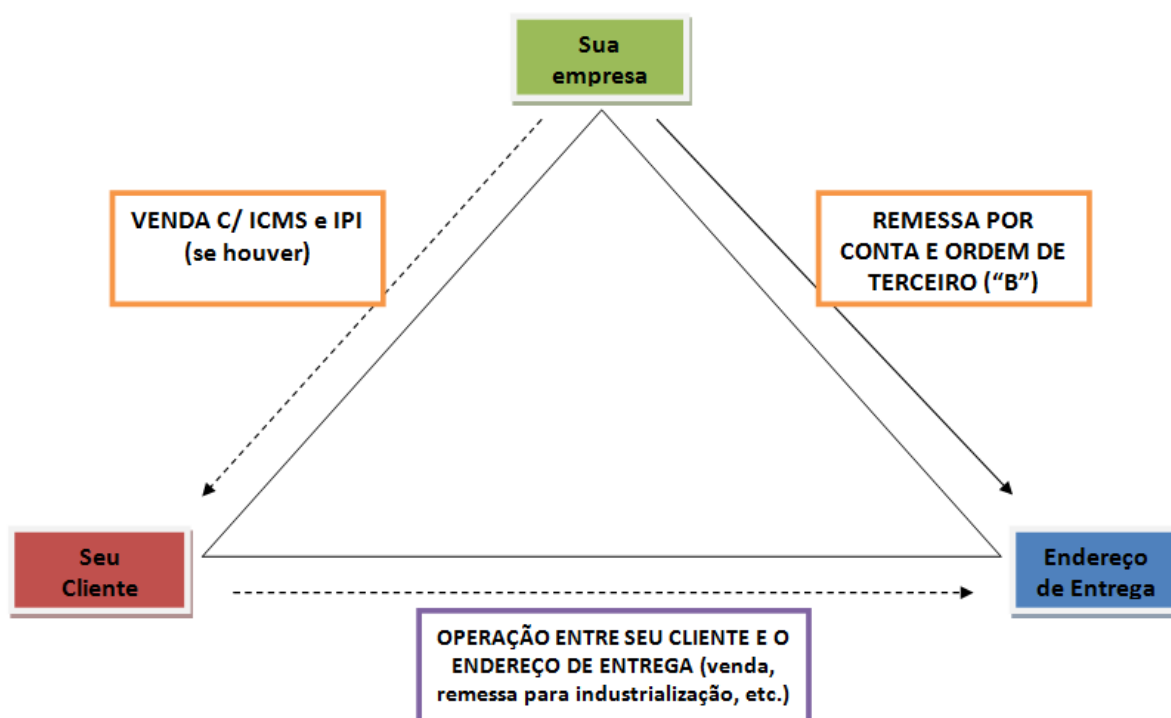 Sua
empresa
VENDA C/ ICMS e IPI
(se houver)
REMESSA POR
CONTA E ORDEM DE
TERCEIRO (“B”)
Seu
Cliente
Endereço
de Entrega
OPERAÇÃO ENTRE SEU CLIENTE E O
ENDEREÇO DE ENTREGA (venda,
remessa para industrialização, etc.)